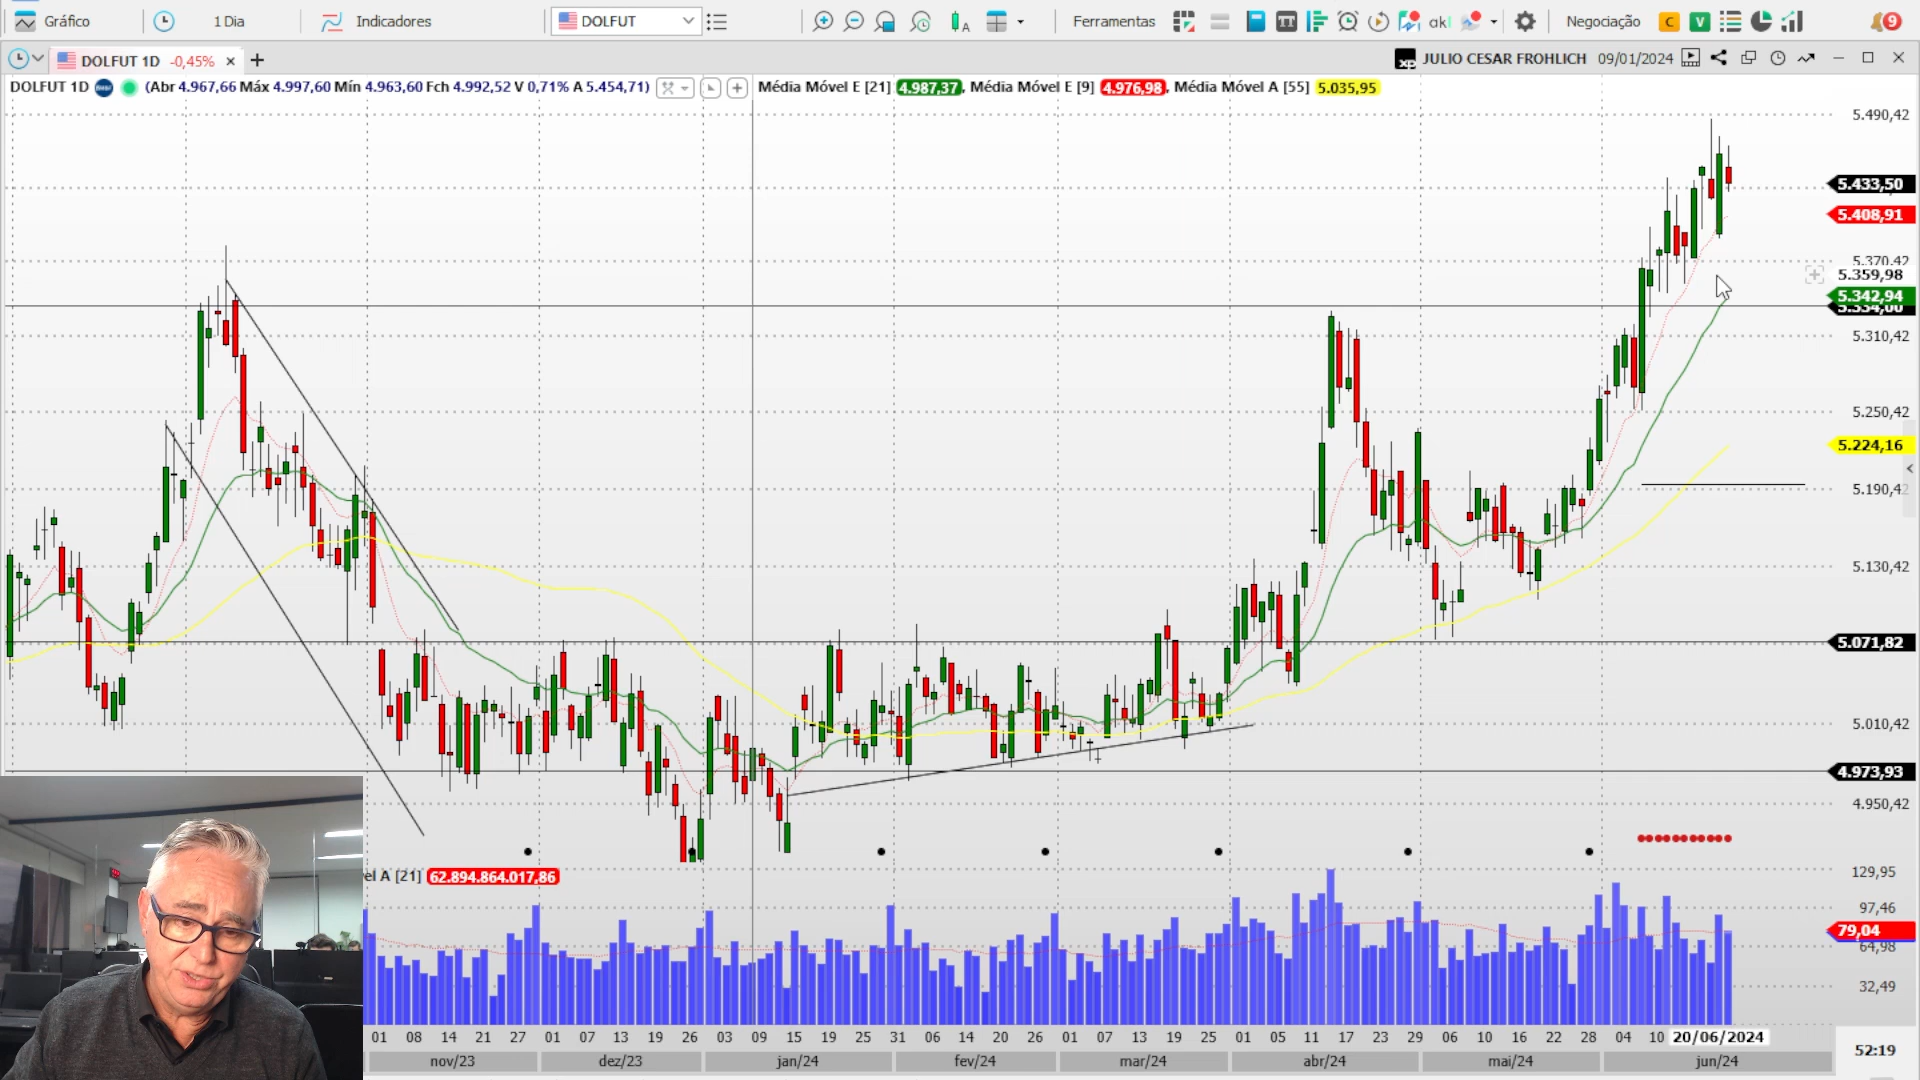 Gráfico
1 Dia
Indicadores
DOLFUT
Ferramentas
TT
akl
Negociação
C
V
9
DOLFUT 1D -0,45%
xp JULIO CESAR FROHLICH 09/01/2024
DOLFUT 1D (Abr 4.967,66 Máx 4.997,60 Mín 4.963,60 Fch 4.992,52 V 0,71% A 5.454,71)
Média Móvel E [21] 4.987,37, Média Móvel E [9] 4.976,98, Média Móvel A [55] 5.035,95
5.490,42
5.433,50
5.408,91
5.370,42
5.359,98
5.342,94
5.334,00
5.310,42
5.250,42
5.224,16
5.190,42
5.130,42
5.071,82
5.010,42
4.973,93
4.950,42
el A [21] 62.894.864.017,86
129,95
97,46
79,04
64,98
32,49
01 08 14 21 27 01 07 13 19 26 03 09 15 19 25 31 06 14 20 26 01 07 13 19 25 01 05 11 17 23 29 06 10 16 22 28 04 10 20/06/2024
nov/23 dez/23 jan/24 fev/24 mar/24 abr/24 mai/24 jun/24
52:19